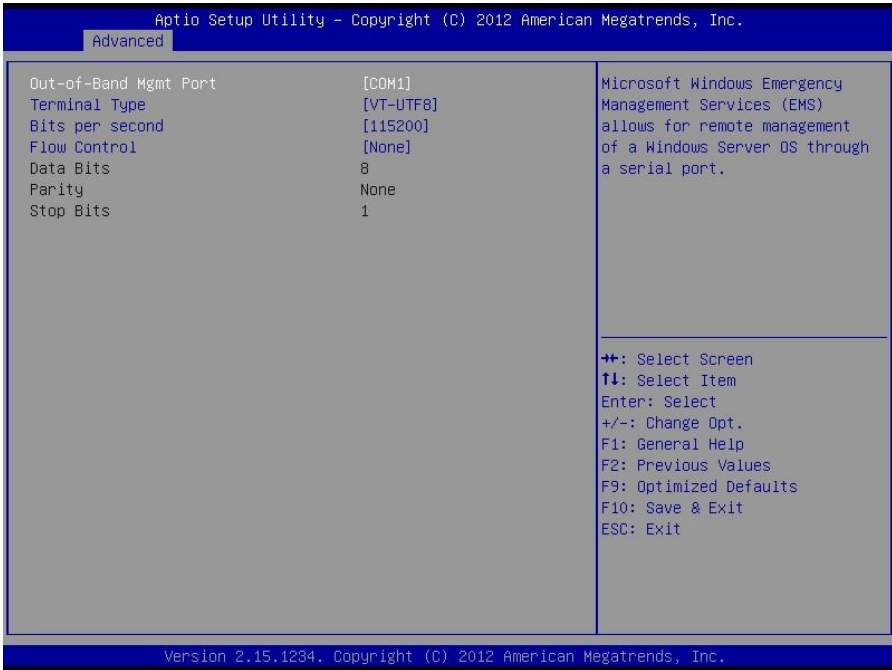 Aptio Setup Utility – Copyright (C) 2012 American Megatrends, Inc.
Advanced
Out-of-Band Mgmt Port [COM1]
Terminal Type [VT-UTF8]
Bits per second [115200]
Flow Control [None]
Data Bits 8
Parity None
Stop Bits 1
Microsoft Windows Emergency
Management Services (EMS)
allows for remote management
of a Windows Server OS through
a serial port.
→←: Select Screen
↑↓: Select Item
Enter: Select
+/-: Change Opt.
F1: General Help
F2: Previous Values
F9: Optimized Defaults
F10: Save & Exit
ESC: Exit
Version 2.15.1234. Copyright (C) 2012 American Megatrends, Inc.